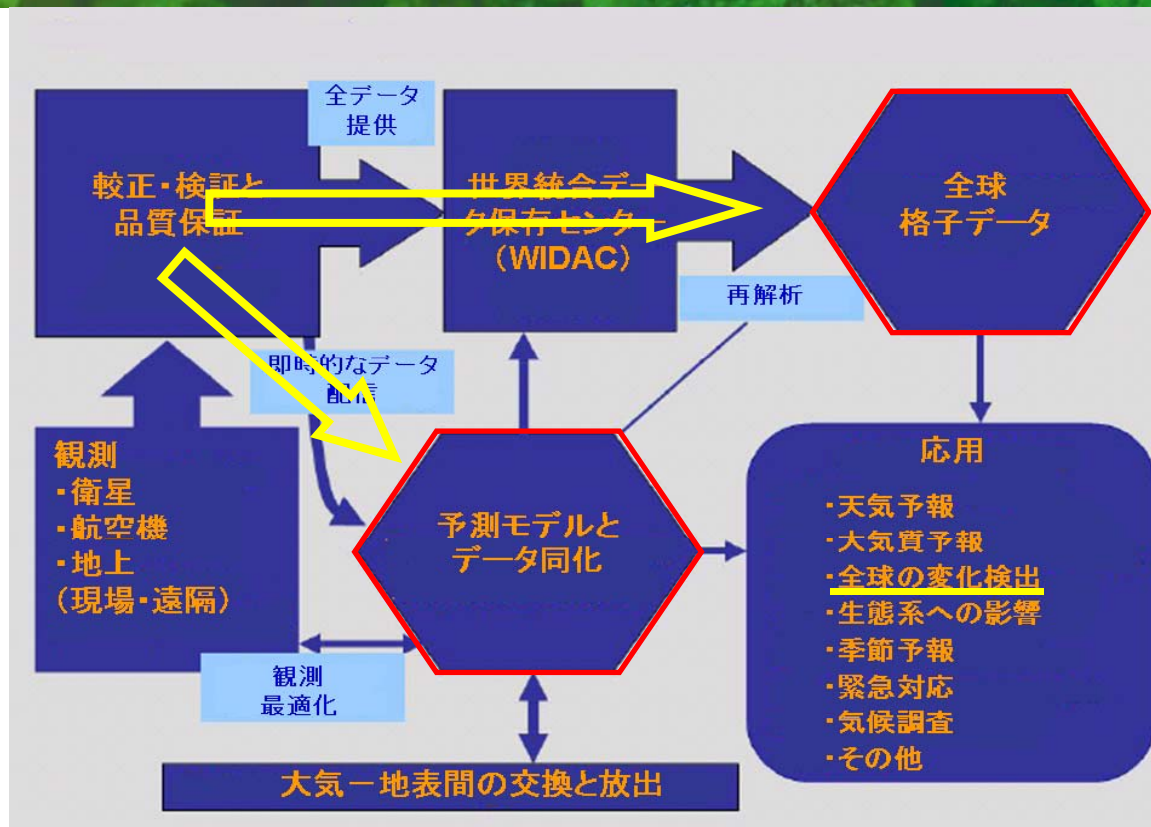 全データ
提供
較正・検証と
品質保証
世界統合デー
タ保存センター
(WIDAC)
全球
格子データ
再解析
即時的なデータ
配信
観測
・衛星
・航空機
・地上
(現場・遠隔)
予測モデルと
データ同化
応用
・天気予報
・大気質予報
・全球の変化検出
・生態系への影響
・季節予報
・緊急対応
・気候調査
・その他
観測
最適化
大気－地表間の交換と放出